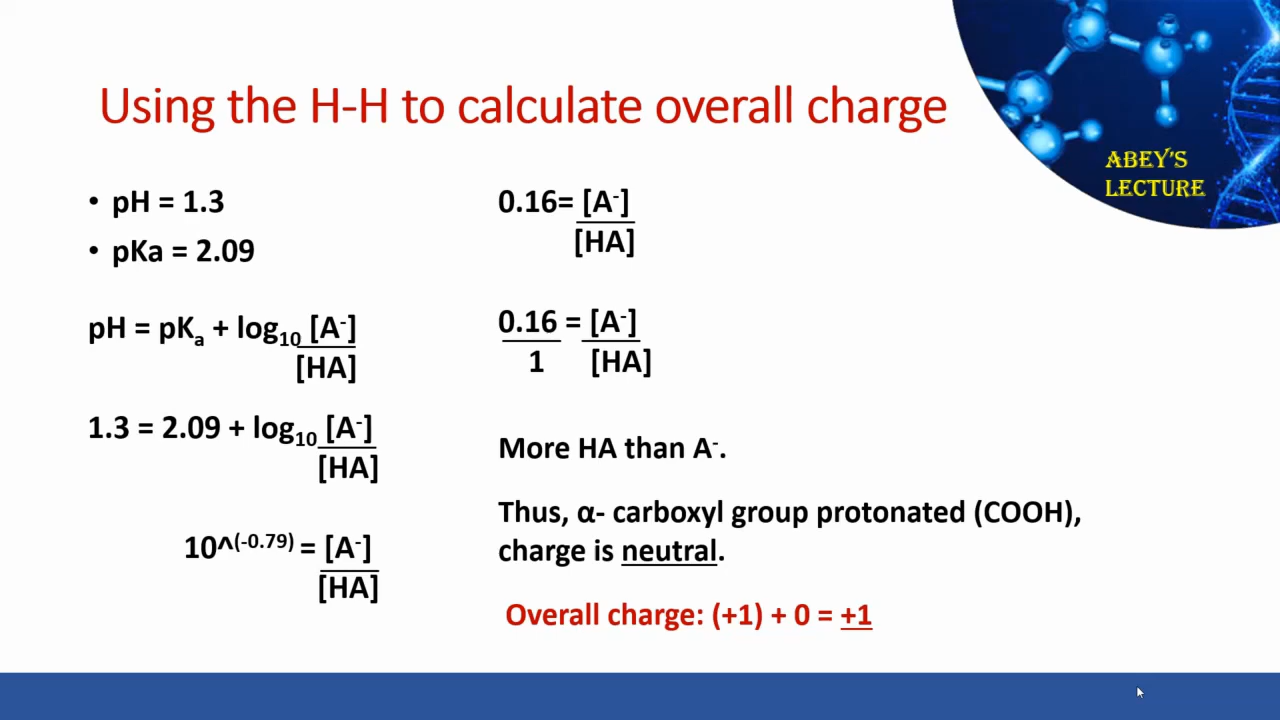 Using the H-H to calculate overall charge
ABEY'S
LECTURE
• pH = 1.3
• pKa = 2.09
pH = pKa + log10 [A-]
[HA]
1.3 = 2.09 + log10 [A-]
[HA]
10^(-0.79) = [A-]
[HA]
0.16= [A-]
[HA]
0.16 = [A-]
1 [HA]
More HA than A-.
Thus, α- carboxyl group protonated (COOH),
charge is neutral.
Overall charge: (+1) + 0 = +1